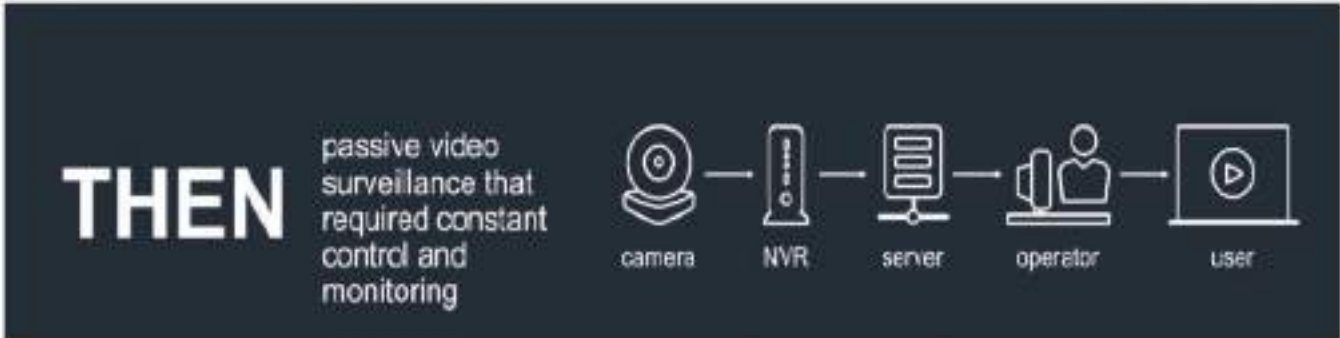 THEN
passive video
surveillance that
required constant
control and
monitoring
camera
NVR
server
operator
user